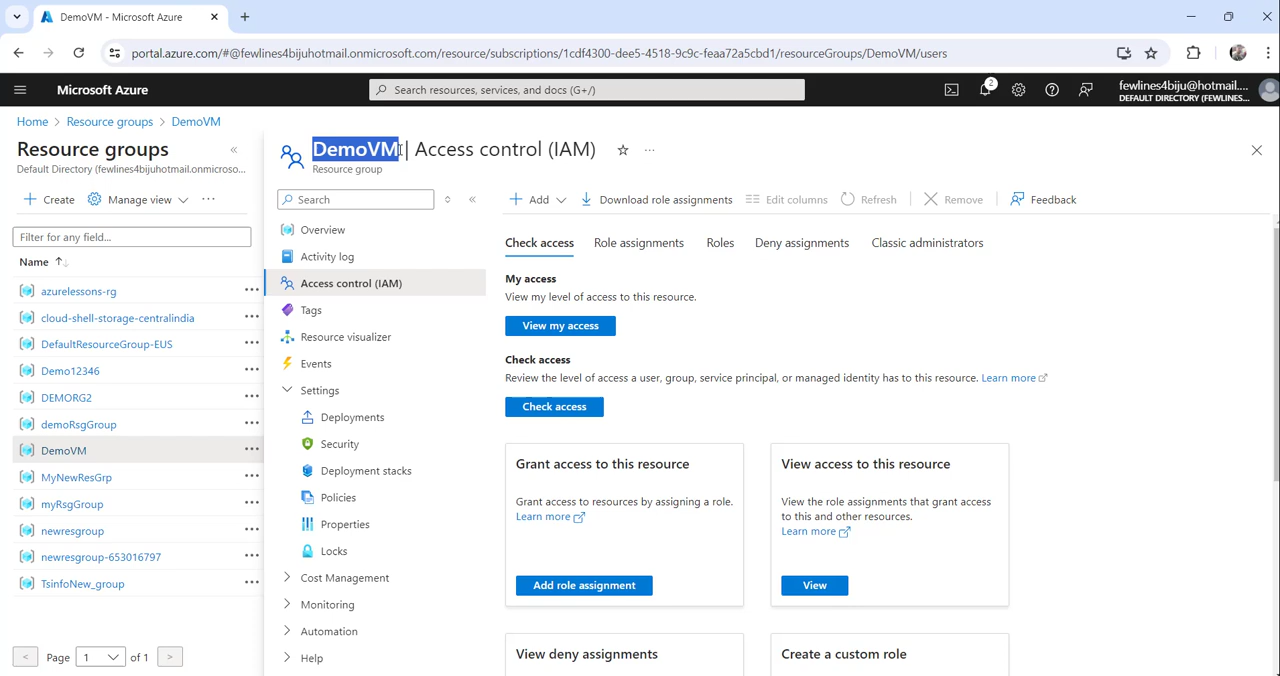 DemoVM - Microsoft Azure
portal.azure.com/#@fewlines4bijuhotmail.onmicrosoft.com/resource/subscriptions/1cdf4300-dee5-4518-9c9c-feaa72a5cbd1/resourceGroups/DemoVM/users
Microsoft Azure
Search resources, services, and docs (G+/)
2
fewlines4biju@hotmail....
DEFAULT DIRECTORY (FEWLINES...
Home > Resource groups > DemoVM
Resource groups
Default Directory (fewlines4bijuhotmail.onmicroso...
Create
Manage view
Filter for any field...
Name
azurelessons-rg
cloud-shell-storage-centralindia
DefaultResourceGroup-EUS
Demo12346
DEMORG2
demoRsgGroup
DemoVM
MyNewResGrp
myRsgGroup
newresgroup
newresgroup-653016797
TsinfoNew_group
< Page 1 of 1 >
DemoVM | Access control (IAM)
Resource group
Search
Overview
Activity log
Access control (IAM)
Tags
Resource visualizer
Events
Settings
Deployments
Security
Deployment stacks
Policies
Properties
Locks
Cost Management
Monitoring
Automation
Help
Add
Download role assignments
Edit columns
Refresh
Remove
Feedback
Check access
Role assignments
Roles
Deny assignments
Classic administrators
My access
View my level of access to this resource.
View my access
Check access
Review the level of access a user, group, service principal, or managed identity has to this resource. Learn more
Check access
Grant access to this resource
Grant access to resources by assigning a role.
Learn more
Add role assignment
View access to this resource
View the role assignments that grant access
to this and other resources.
Learn more
View
View deny assignments
Create a custom role